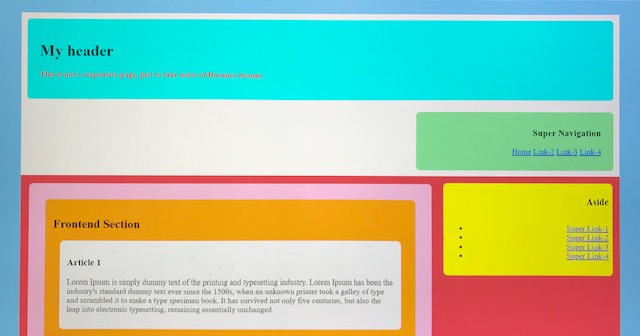 My header
This is not a responsive page, just to take notes of
Super Navigation
Home Link-2 Link-3 Link-4
Aside
Super Link-1
Super Link-2
Super Link-3
Super Link-4
Frontend Section
Article 1
Lorem Ipsum is simply dummy text of the printing and typesetting industry. Lorem Ipsum has been the
industry's standard dummy text ever since the 1500s, when an unknown printer took a galley of type
and scrambled it to make a type specimen book. It has survived not only five centuries, but also the
leap into electronic typesetting, remaining essentially unchanged.